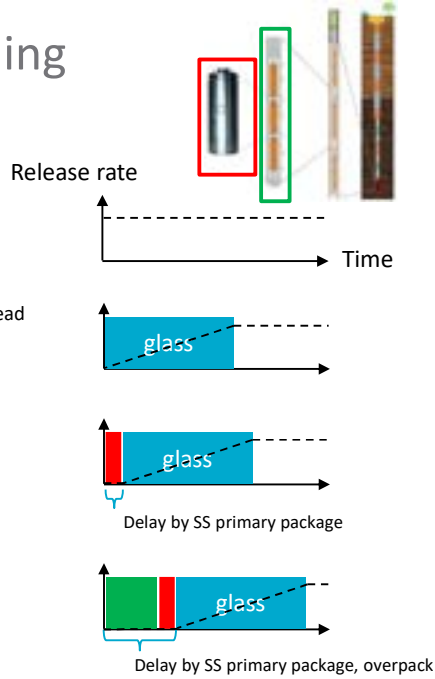 ing
Release rate
Time
ead
glass
glass
Delay by SS primary package
glass
Delay by SS primary package, overpack